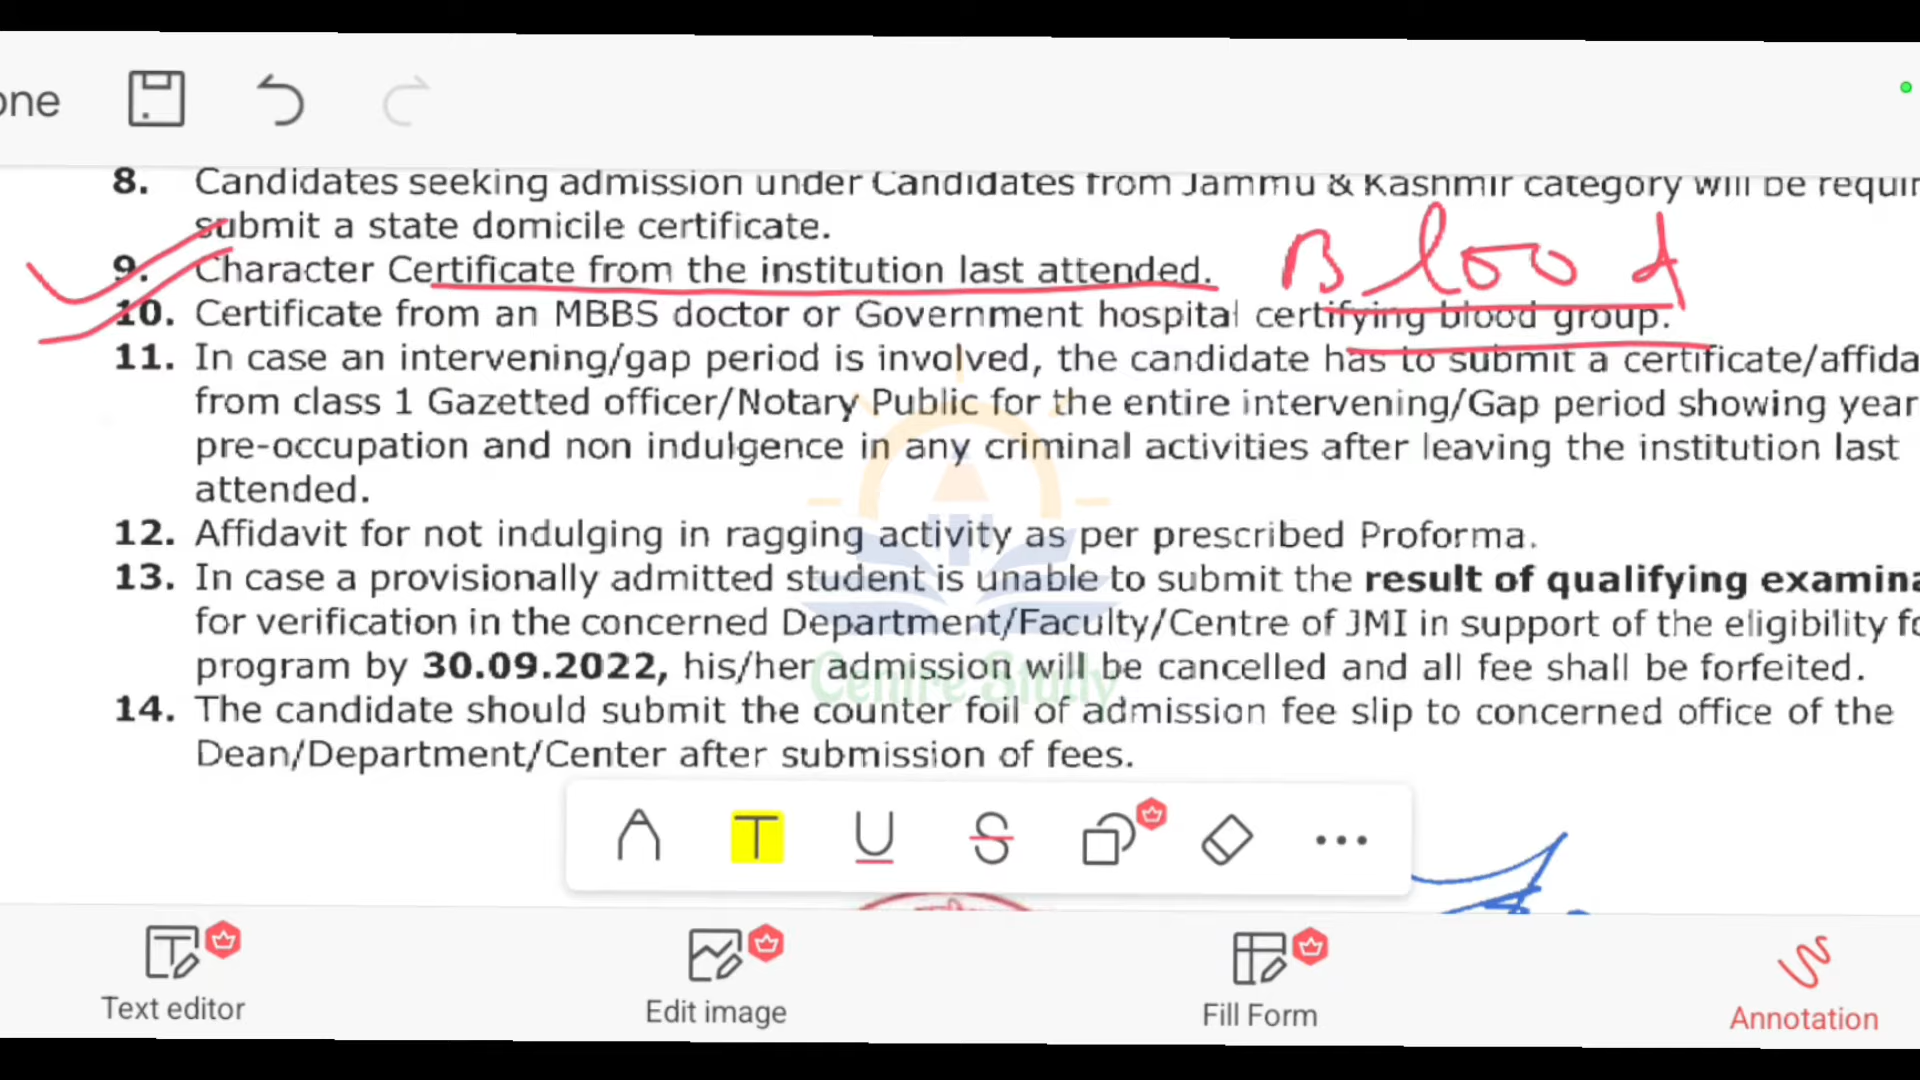 one
8. Candidates seeking admission under Candidates from Jammu & Kashmir category will be requir
submit a state domicile certificate.
Blood
9. Character Certificate from the institution last attended.
10. Certificate from an MBBS doctor or Government hospital certifying blood group.
11. In case an intervening/gap period is involved, the candidate has to submit a certificate/affida
from class 1 Gazetted officer/Notary Public for the entire intervening/Gap period showing year
pre-occupation and non indulgence in any criminal activities after leaving the institution last
attended.
12. Affidavit for not indulging in ragging activity as per prescribed Proforma.
13. In case a provisionally admitted student is unable to submit the result of qualifying examina
for verification in the concerned Department/Faculty/Centre of JMI in support of the eligibility fo
program by 30.09.2022, his/her admission will be cancelled and all fee shall be forfeited.
Centre Study
14. The candidate should submit the counter foil of admission fee slip to concerned office of the
Dean/Department/Center after submission of fees.
T U S
Text editor
Edit image
Fill Form
Annotation